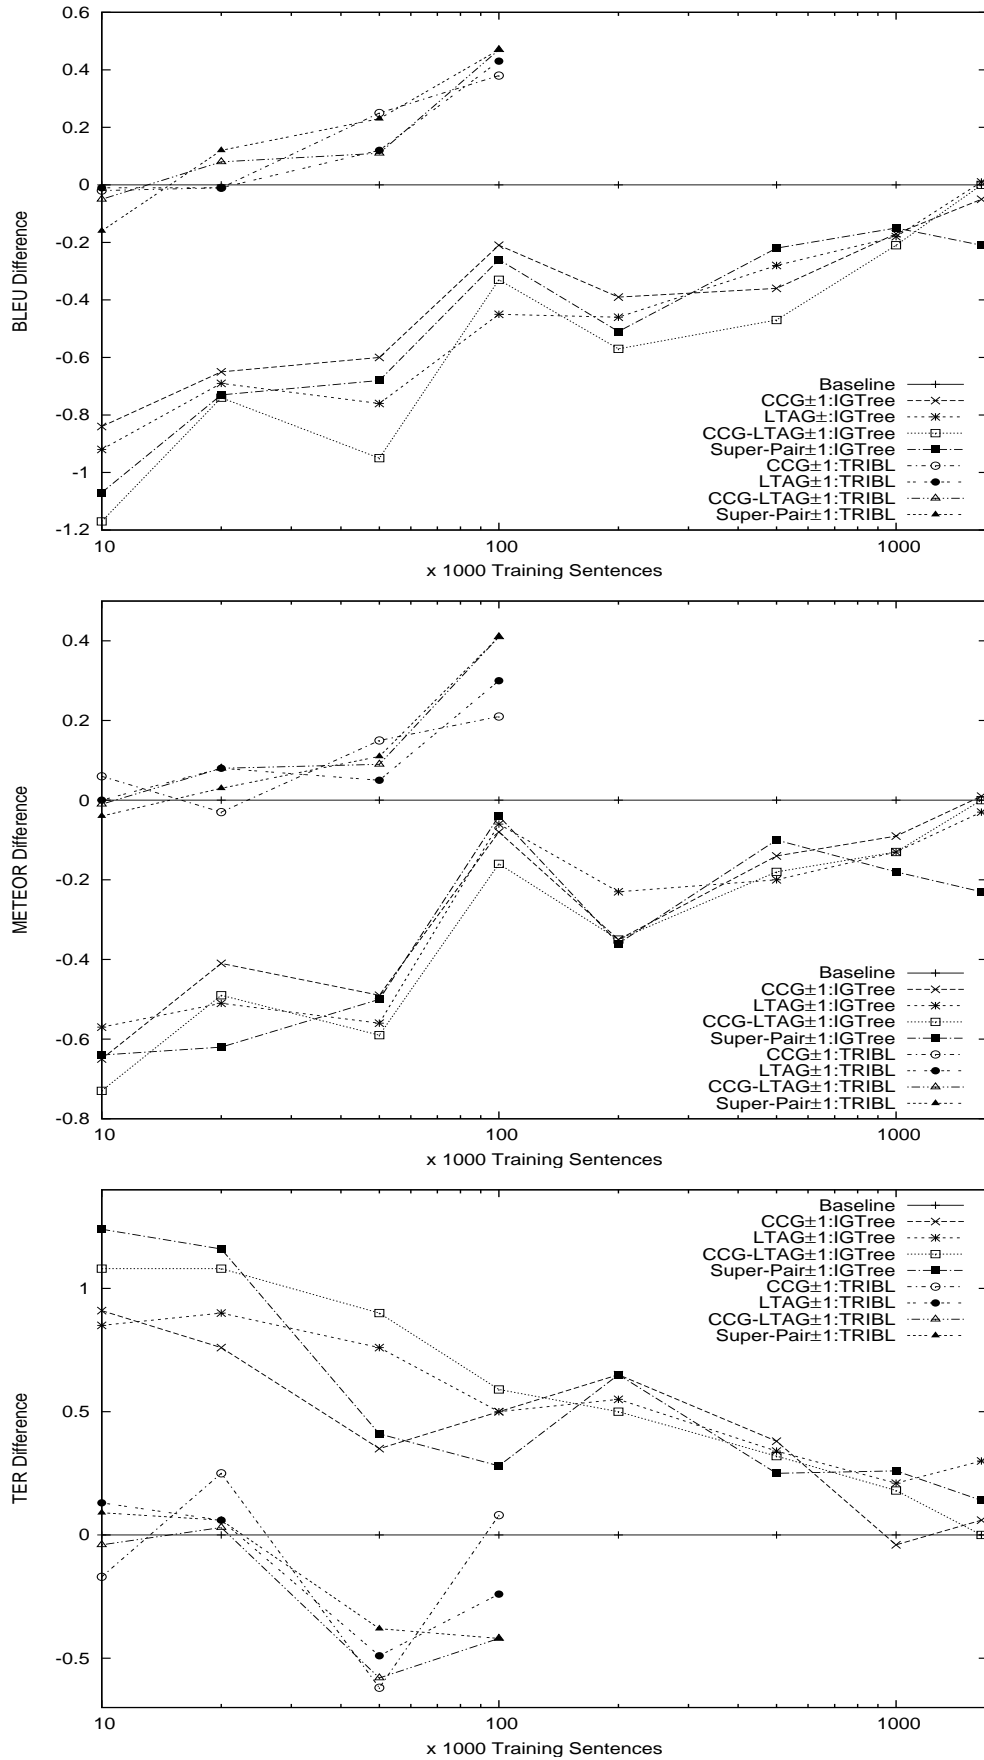 0.6
0.4
0.2
0
-0.2
-0.4
-0.6
-0.8
-1
-1.2
BLEU Difference
Baseline
CCG±1:IGTree
LTAG±:IGTree
CCG-LTAG±1:IGTree
Super-Pair±1:IGTree
CCG±1:TRIBL
LTAG±1:TRIBL
CCG-LTAG±1:TRIBL
Super-Pair±1:TRIBL
10 100 1000
x 1000 Training Sentences
0.4
0.2
0
-0.2
-0.4
-0.6
-0.8
METEOR Difference
Baseline
CCG±1:IGTree
LTAG±1:IGTree
CCG-LTAG±1:IGTree
Super-Pair±1:IGTree
CCG±1:TRIBL
LTAG±1:TRIBL
CCG-LTAG±1:TRIBL
Super-Pair±1:TRIBL
10 100 1000
x 1000 Training Sentences
1
0.5
0
-0.5
TER Difference
Baseline
CCG±1:IGTree
LTAG±1:IGTree
CCG-LTAG±1:IGTree
Super-Pair±1:IGTree
CCG±1:TRIBL
LTAG±1:TRIBL
CCG-LTAG±1:TRIBL
Super-Pair±1:TRIBL
10 100 1000
x 1000 Training Sentences